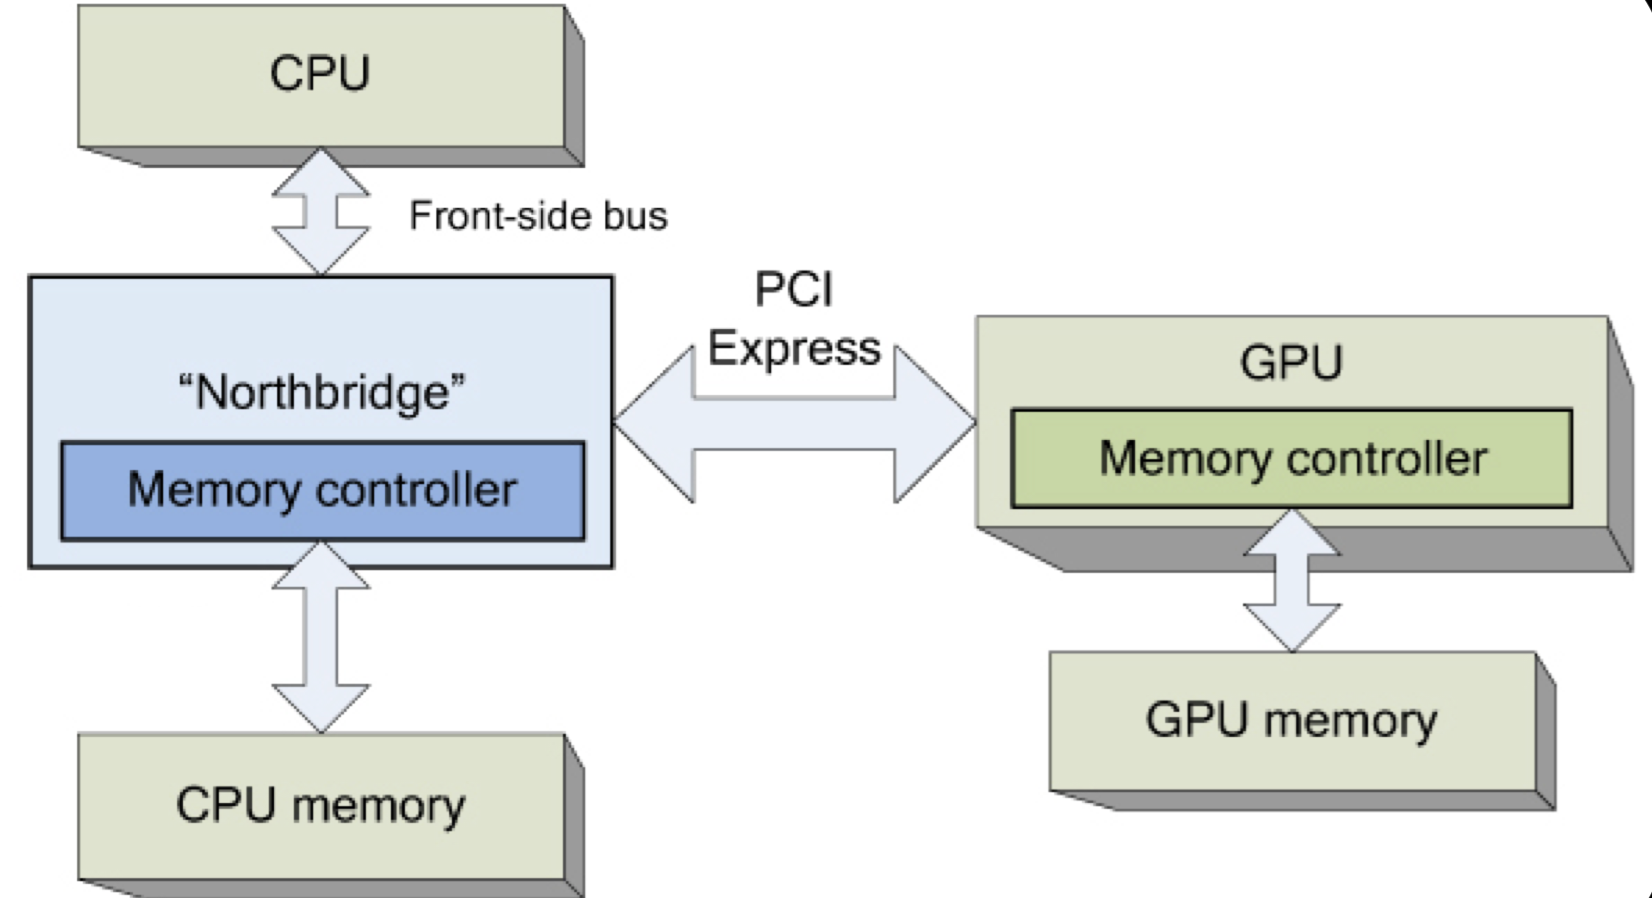 CPU
Front-side bus
PCI
Express
“Northbridge”
Memory controller
GPU
Memory controller
GPU memory
CPU memory